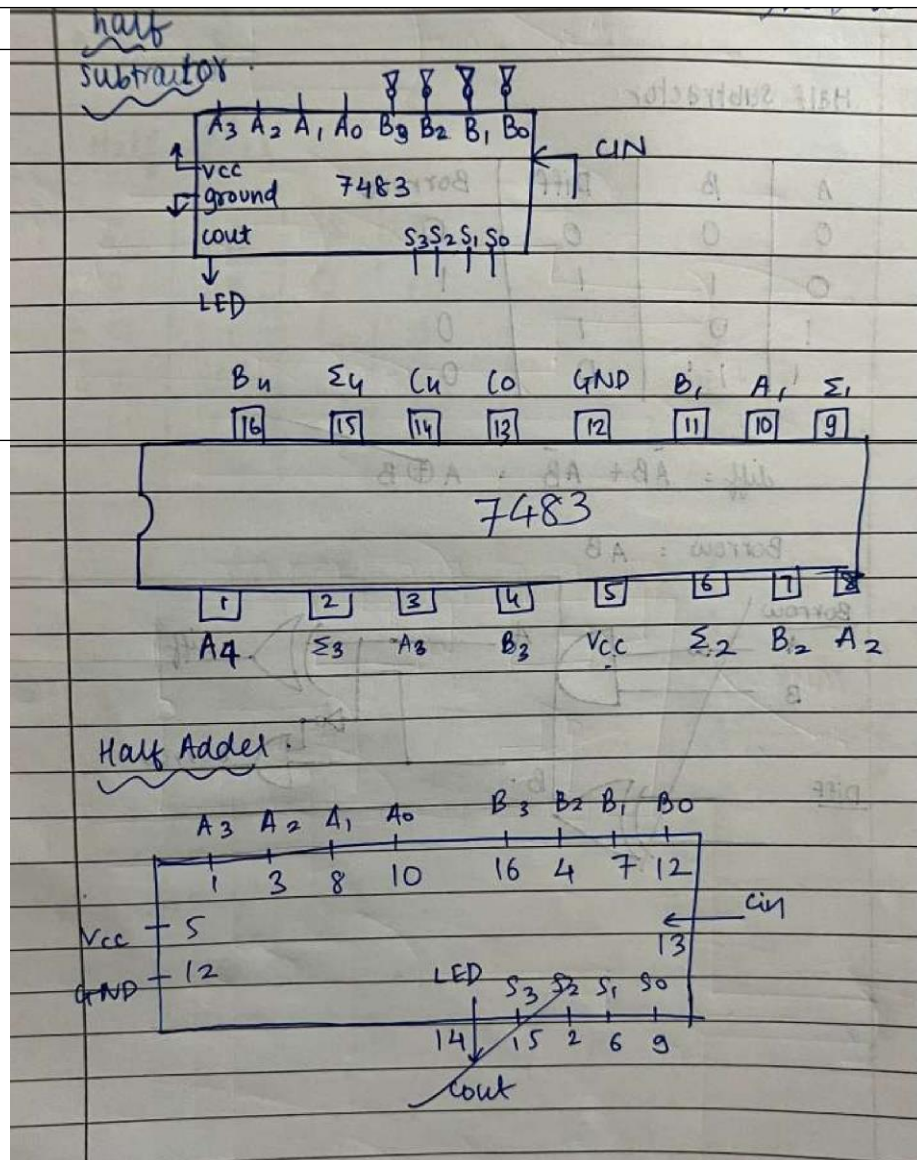 half
subtractor.
A3 A2 A1 A0 B3 B2 B1 B0
CIN
VCC
ground 7483
cout S3 S2 S1 S0
LED
B4 Σ4 C4 C0 GND B1 A1 Σ1
16 15 14 13 12 11 10 9
7483
1 2 3 4 5 6 7 8
A4 Σ3 A3 B3 VCC Σ2 B2 A2
Half Adder.
A3 A2 A1 A0 B3 B2 B1 B0
1 3 8 10 16 4 7 12
Cin
Vcc 5
13
GND 12
LED S3 S2 S1 S0
14 15 2 6 9
Cout